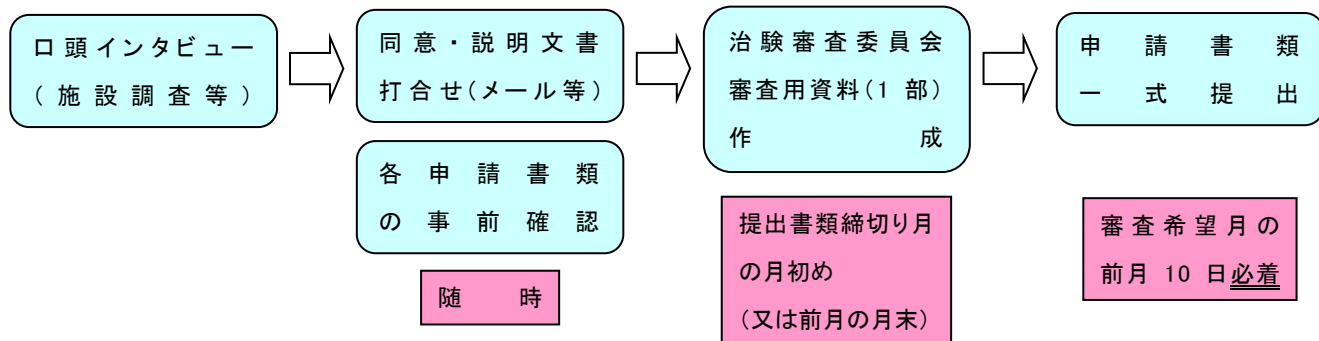 口頭インタビュー
(施設調査等)
同意・説明文書
打合せ(メール等)
各申請書類
の事前確認
随時
治験審査委員会
審査用資料(1 部)
作成
提出書類締切り月
の月初め
(又は前月の月末)
申請書類
一式提出
審査希望月の
前月 10 日必着